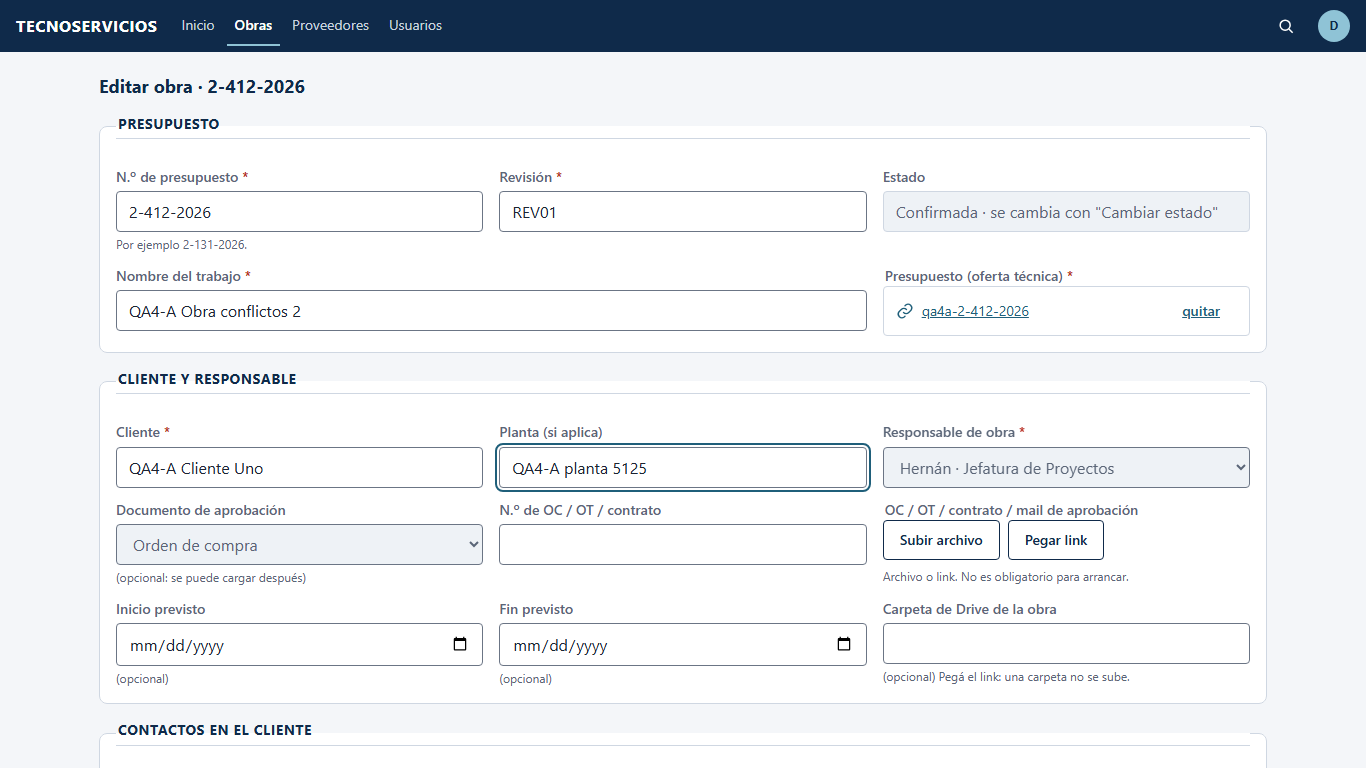 TECNOSERVICIOS Inicio Obras Proveedores Usuarios D
Editar obra · 2-412-2026
PRESUPUESTO
N.º de presupuesto * Revisión * Estado
2-412-2026 REV01 Confirmada · se cambia con "Cambiar estado"
Por ejemplo 2-131-2026.
Nombre del trabajo * Presupuesto (oferta técnica) *
QA4-A Obra conflictos 2 qa4a-2-412-2026 quitar
CLIENTE Y RESPONSABLE
Cliente * Planta (si aplica) Responsable de obra *
QA4-A Cliente Uno QA4-A planta 5125 Hernán · Jefatura de Proyectos
Documento de aprobación N.º de OC / OT / contrato OC / OT / contrato / mail de aprobación
Orden de compra Subir archivo Pegar link
(opcional: se puede cargar después) Archivo o link. No es obligatorio para arrancar.
Inicio previsto Fin previsto Carpeta de Drive de la obra
mm/dd/yyyy mm/dd/yyyy
(opcional) (opcional) (opcional) Pegá el link: una carpeta no se sube.
CONTACTOS EN EL CLIENTE